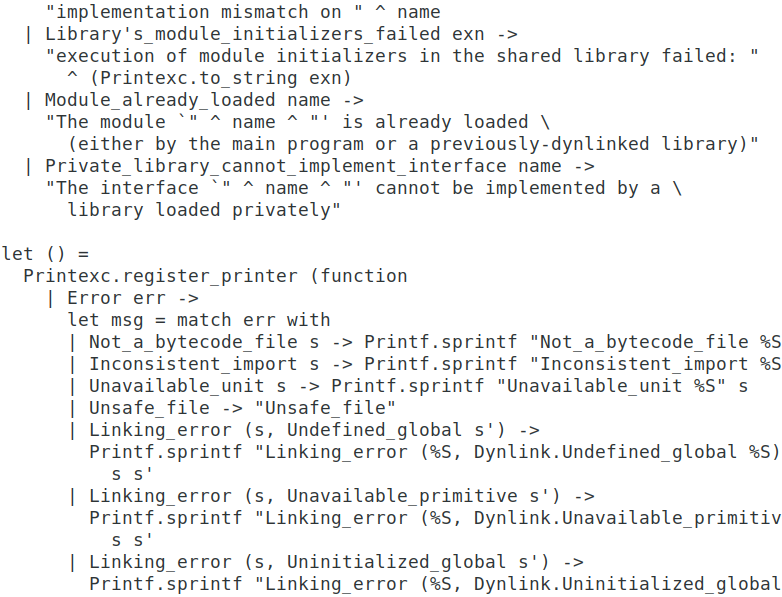 "implementation mismatch on " ^ name
  | Library's_module_initializers_failed exn ->
    "execution of module initializers in the shared library failed: "
      ^ (Printexc.to_string exn)
  | Module_already_loaded name ->
    "The module `" ^ name ^ "' is already loaded \
      (either by the main program or a previously-dynlinked library)"
  | Private_library_cannot_implement_interface name ->
    "The interface `" ^ name ^ "' cannot be implemented by a \
      library loaded privately"

let () =
  Printexc.register_printer (function
    | Error err ->
      let msg = match err with
      | Not_a_bytecode_file s -> Printf.sprintf "Not_a_bytecode_file %S
      | Inconsistent_import s -> Printf.sprintf "Inconsistent_import %S
      | Unavailable_unit s -> Printf.sprintf "Unavailable_unit %S" s
      | Unsafe_file -> "Unsafe_file"
      | Linking_error (s, Undefined_global s') ->
        Printf.sprintf "Linking_error (%S, Dynlink.Undefined_global %S)
          s s'
      | Linking_error (s, Unavailable_primitive s') ->
        Printf.sprintf "Linking_error (%S, Dynlink.Unavailable_primitiv
          s s'
      | Linking_error (s, Uninitialized_global s') ->
        Printf.sprintf "Linking_error (%S, Dynlink.Uninitialized_global